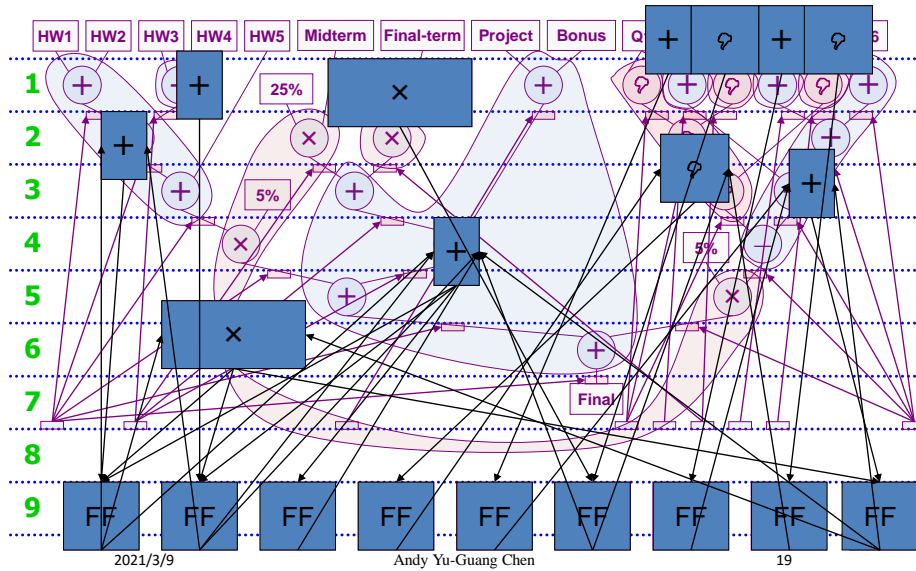 HW1 HW2 HW3 HW4 HW5 Midterm Final-term Project Bonus
1 + + + × +
25%
2 + × ×
3 + 5% + +
4 × + 5% −
5 + ×
6 × +
7 Final
8
9 FF FF FF FF FF FF FF FF FF
2021/3/9 Andy Yu-Guang Chen 19